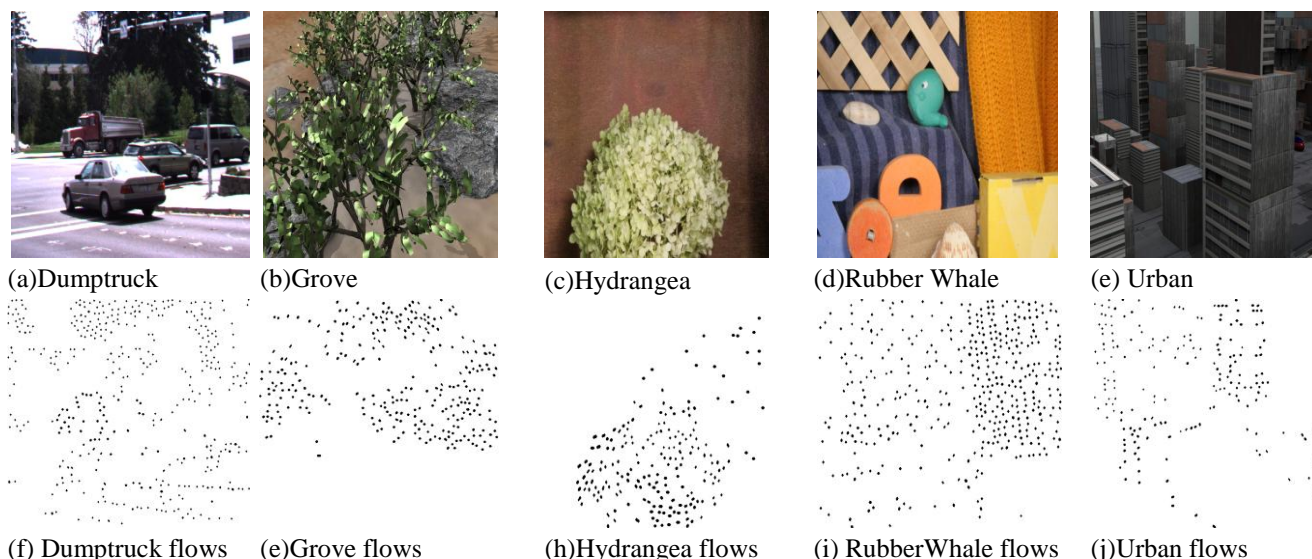 (a)Dumptruck (b)Grove (c)Hydrangea (d)Rubber Whale (e) Urban
(f) Dumptruck flows (e)Grove flows (h)Hydrangea flows (i) RubberWhale flows (j)Urban flows